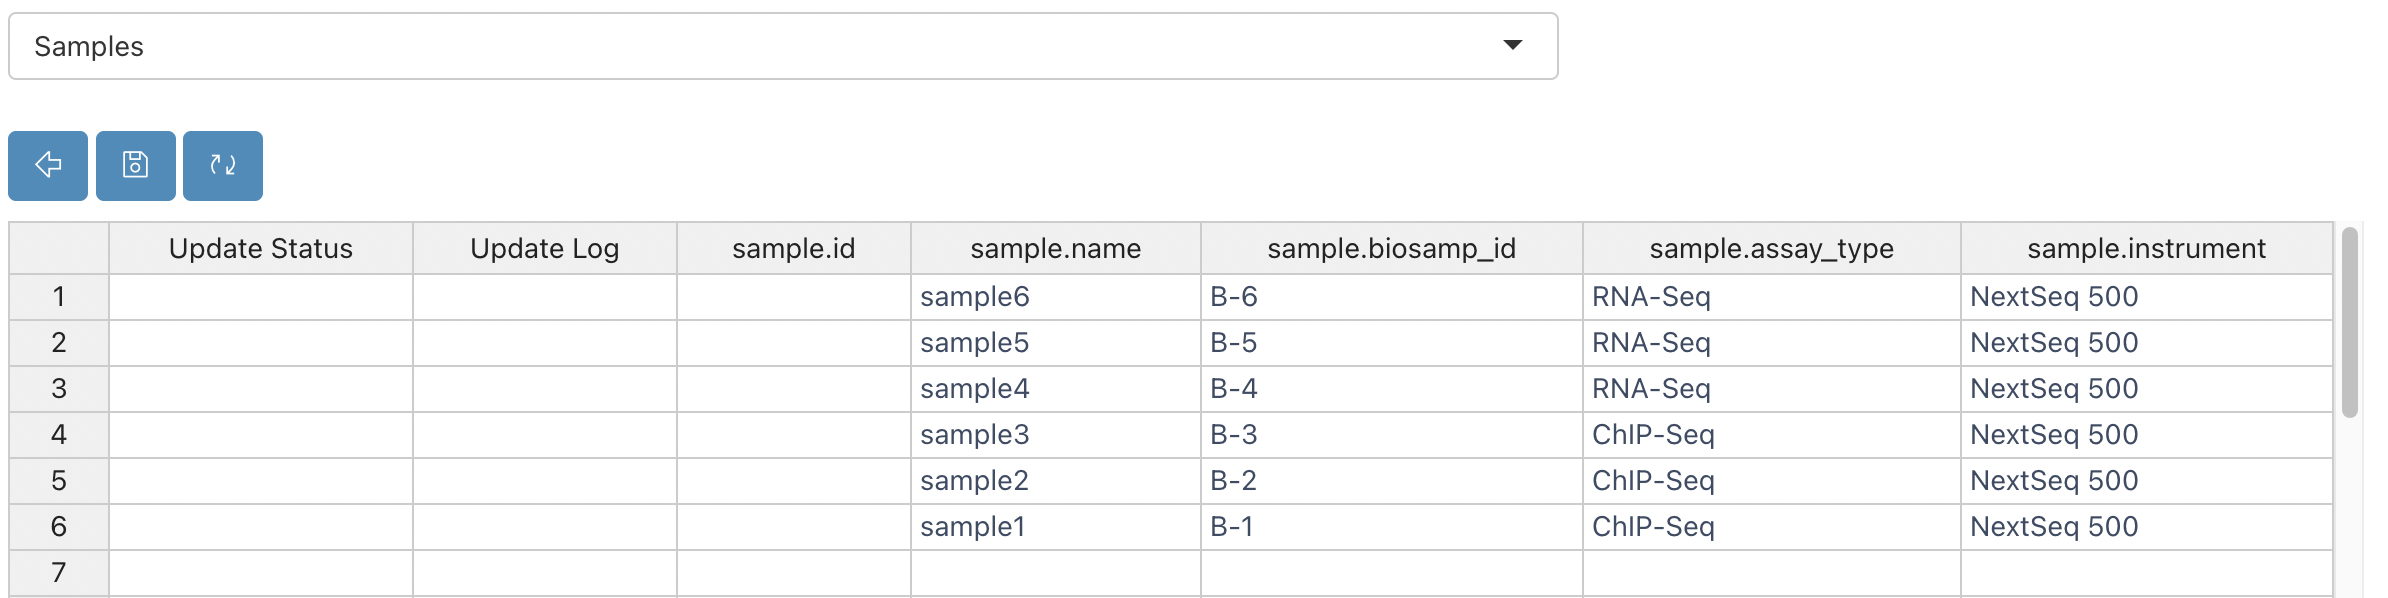 Samples
Update Status Update Log sample.id sample.name sample.biosamp_id sample.assay_type sample.instrument
1 sample6 B-6 RNA-Seq NextSeq 500
2 sample5 B-5 RNA-Seq NextSeq 500
3 sample4 B-4 RNA-Seq NextSeq 500
4 sample3 B-3 ChIP-Seq NextSeq 500
5 sample2 B-2 ChIP-Seq NextSeq 500
6 sample1 B-1 ChIP-Seq NextSeq 500
7